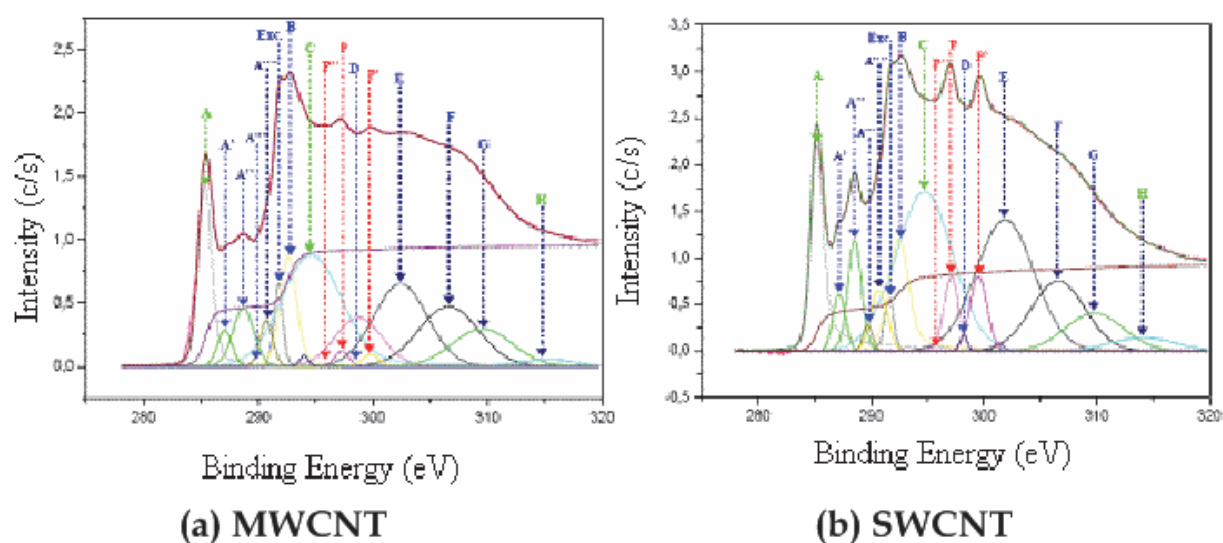 Intensity (c/s)
2,5
2,0
1,5
1,0
0,5
0,0
A
A'
A''''
Exc
B
C
P
D
P'
E
F
G
H
280
290
300
310
320
Binding Energy (eV)
(a) MWCNT
Intensity (c/s)
3,5
3,0
2,5
2,0
1,5
1,0
0,5
0,0
-0,5
A
A'
A''
Exc
B
C
P
P'
D
E
F
G
H
280
290
300
310
320
Binding Energy (eV)
(b) SWCNT